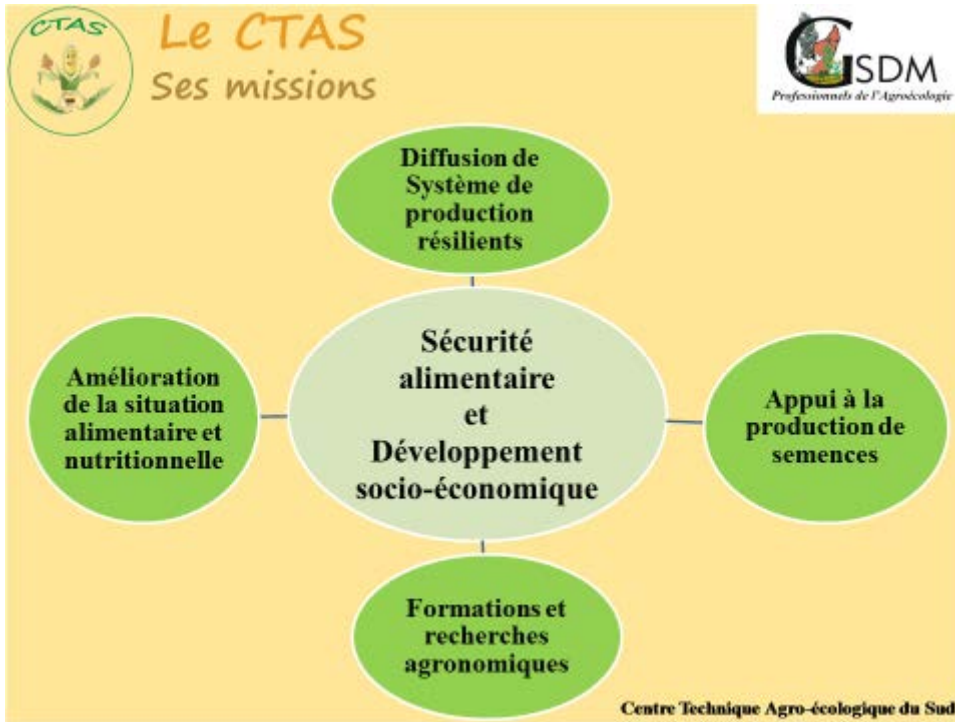 CTAS
Le CTAS
Ses missions
GSDM
Professionnels de l'Agroécologie
Diffusion de
Système de
production
résilients
Amélioration
de la situation
alimentaire et
nutritionnelle
Sécurité
alimentaire
et
Développement
socio-économique
Appui à la
production de
semences
Formations et
recherches
agronomiques
Centre Technique Agro-écologique du Sud